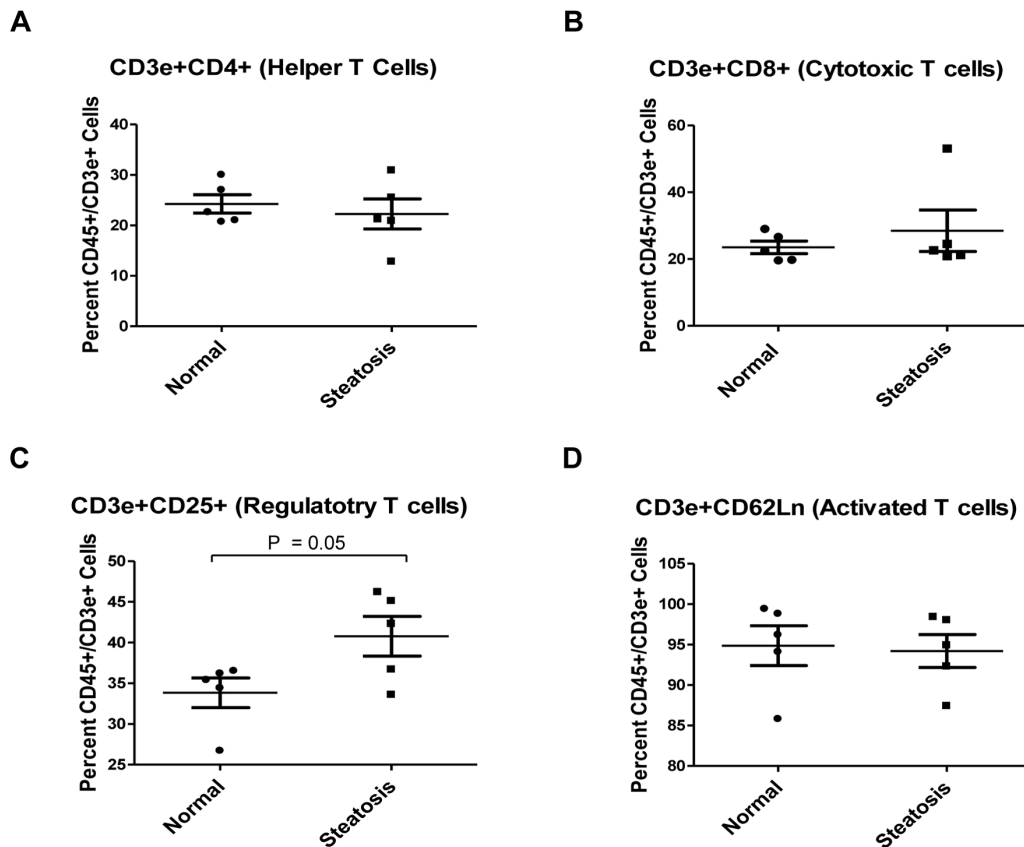 A
CD3e+CD4+ (Helper T Cells)
Percent CD45+/CD3e+ Cells
40
30
20
10
0
Normal
Steatosis
B
CD3e+CD8+ (Cytotoxic T cells)
Percent CD45+/CD3e+ Cells
60
40
20
0
Normal
Steatosis
C
CD3e+CD25+ (Regulatotry T cells)
P = 0.05
Percent CD45+/CD3e+ Cells
50
45
40
35
30
25
Normal
Steatosis
D
CD3e+CD62Ln (Activated T cells)
Percent CD45+/CD3e+ Cells
105
100
95
90
85
80
Normal
Steatosis